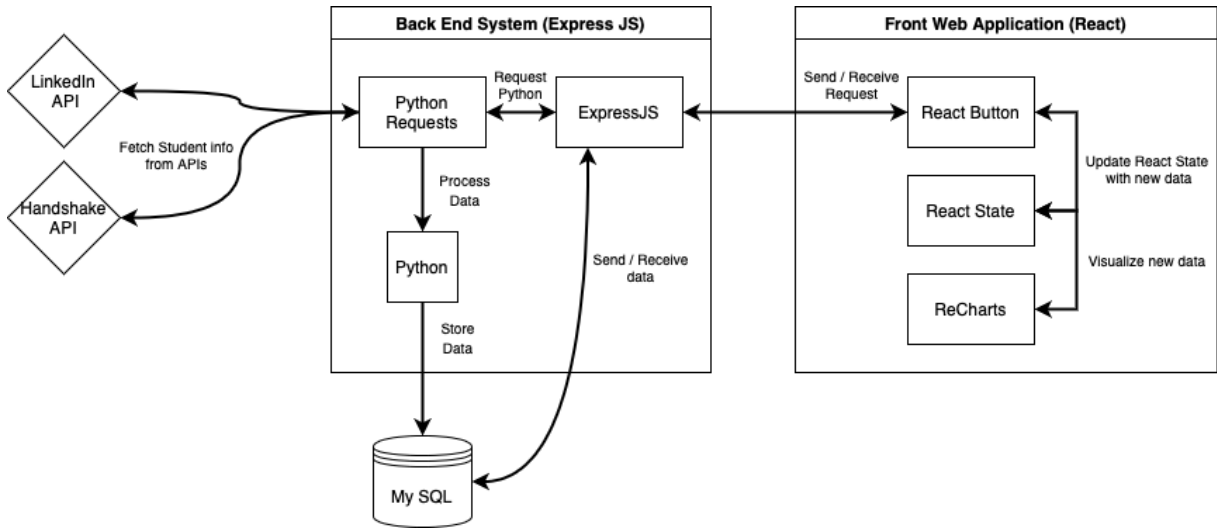 Back End System (Express JS)
Front Web Application (React)
LinkedIn
API
Fetch Student info
from APIs
Handshake
API
Python
Requests
Request
Python
ExpressJS
Process
Data
Python
Store
Data
Send / Receive
data
My SQL
Send / Receive
Request
React Button
Update React State
with new data
React State
Visualize new data
ReCharts